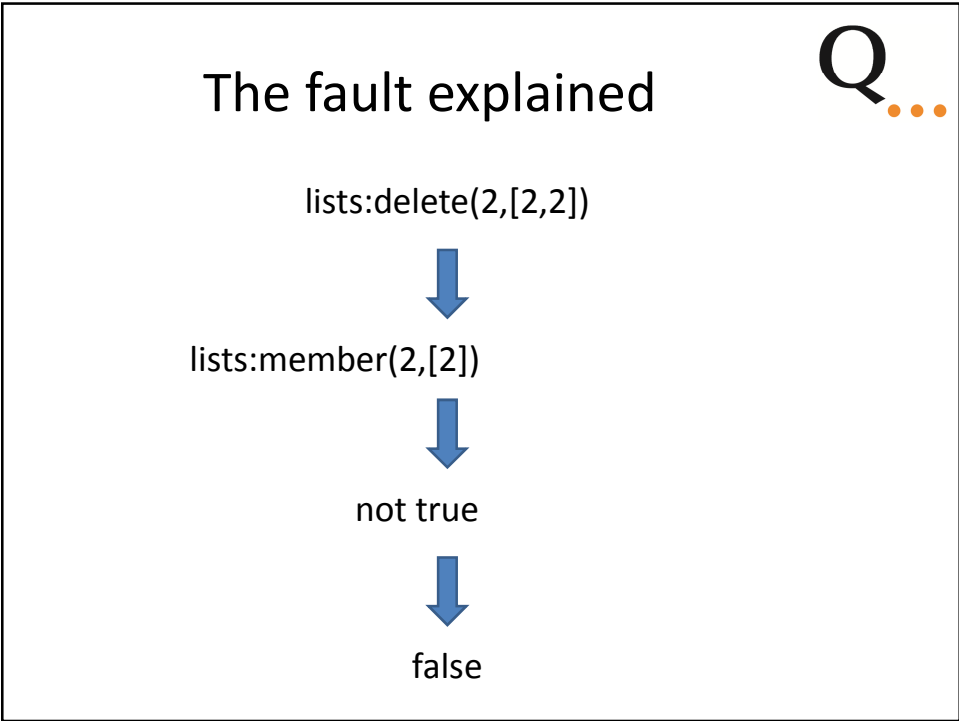 The fault explained
Q...
lists:delete(2,[2,2])
lists:member(2,[2])
not true
false